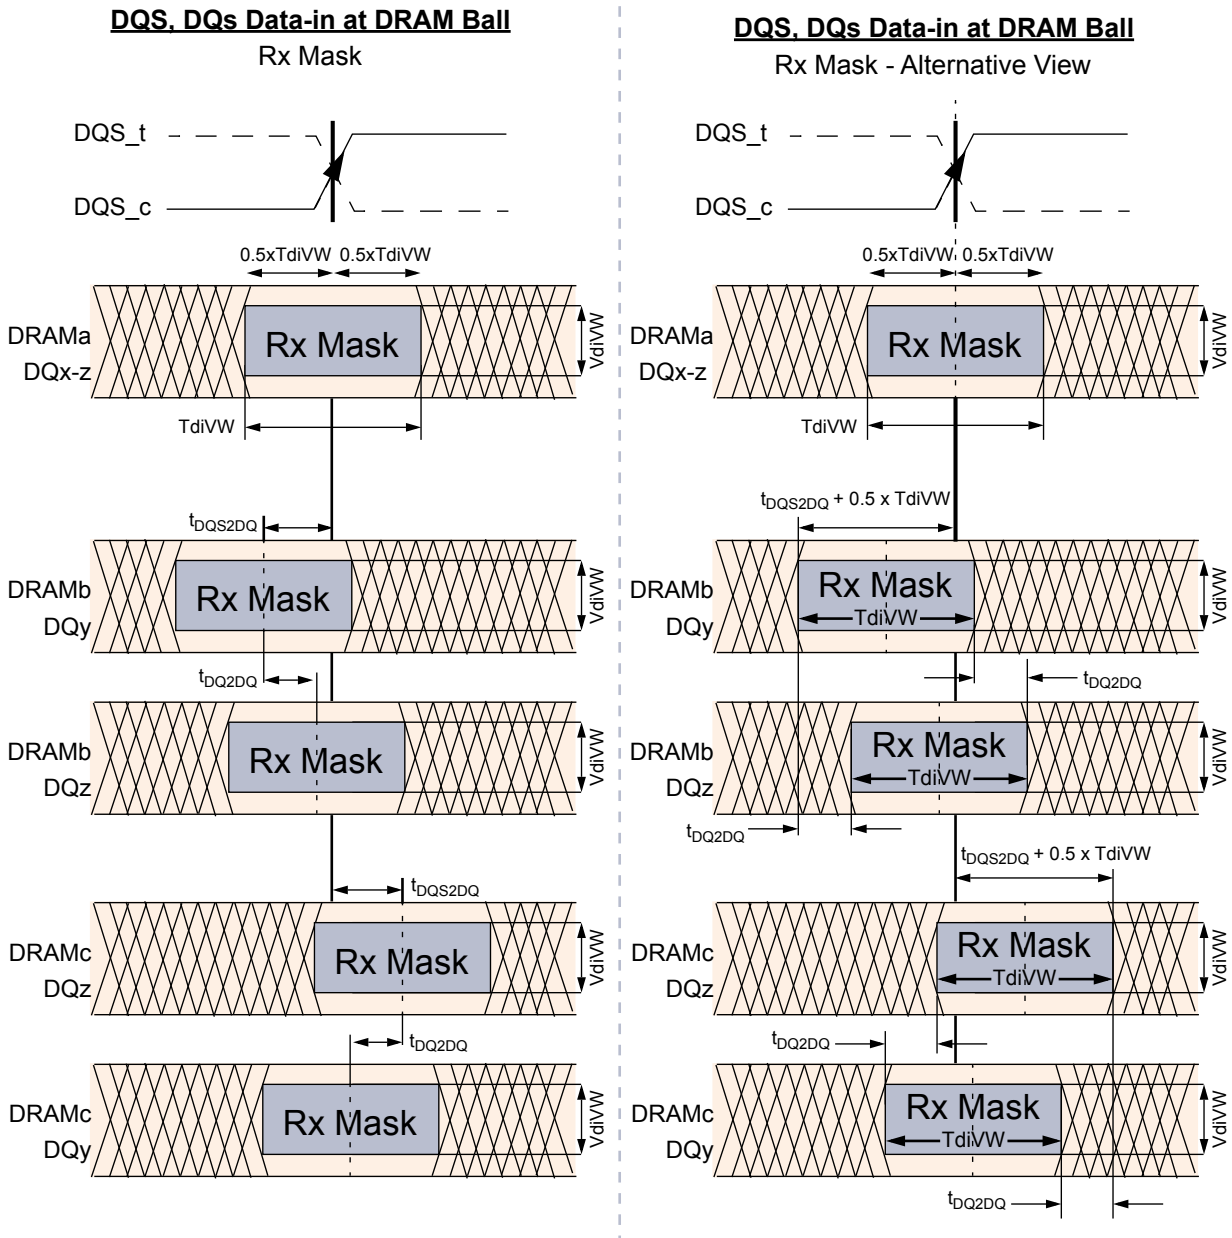 DQS, DQs Data-in at DRAM Ball
Rx Mask
DQS_t
DQS_c
0.5xTdiVW 0.5xTdiVW
DRAMa
DQx-z
Rx Mask
VdiVW
TdiVW
tDQS2DQ
DRAMb
DQy
Rx Mask
VdiVW
tDQ2DQ
DRAMb
DQz
Rx Mask
VdiVW
tDQS2DQ
DRAMc
DQz
Rx Mask
VdiVW
tDQ2DQ
DRAMc
DQy
Rx Mask
VdiVW
DQS, DQs Data-in at DRAM Ball
Rx Mask - Alternative View
DQS_t
DQS_c
0.5xTdiVW 0.5xTdiVW
DRAMa
DQx-z
Rx Mask
VdiVW
TdiVW
tDQS2DQ + 0.5 x TdiVW
DRAMb
DQy
Rx Mask
TdiVW
VdiVW
tDQ2DQ
DRAMb
DQz
Rx Mask
TdiVW
VdiVW
tDQ2DQ
tDQS2DQ + 0.5 x TdiVW
DRAMc
DQz
Rx Mask
TdiVW
VdiVW
tDQ2DQ
DRAMc
DQy
Rx Mask
TdiVW
VdiVW
tDQ2DQ